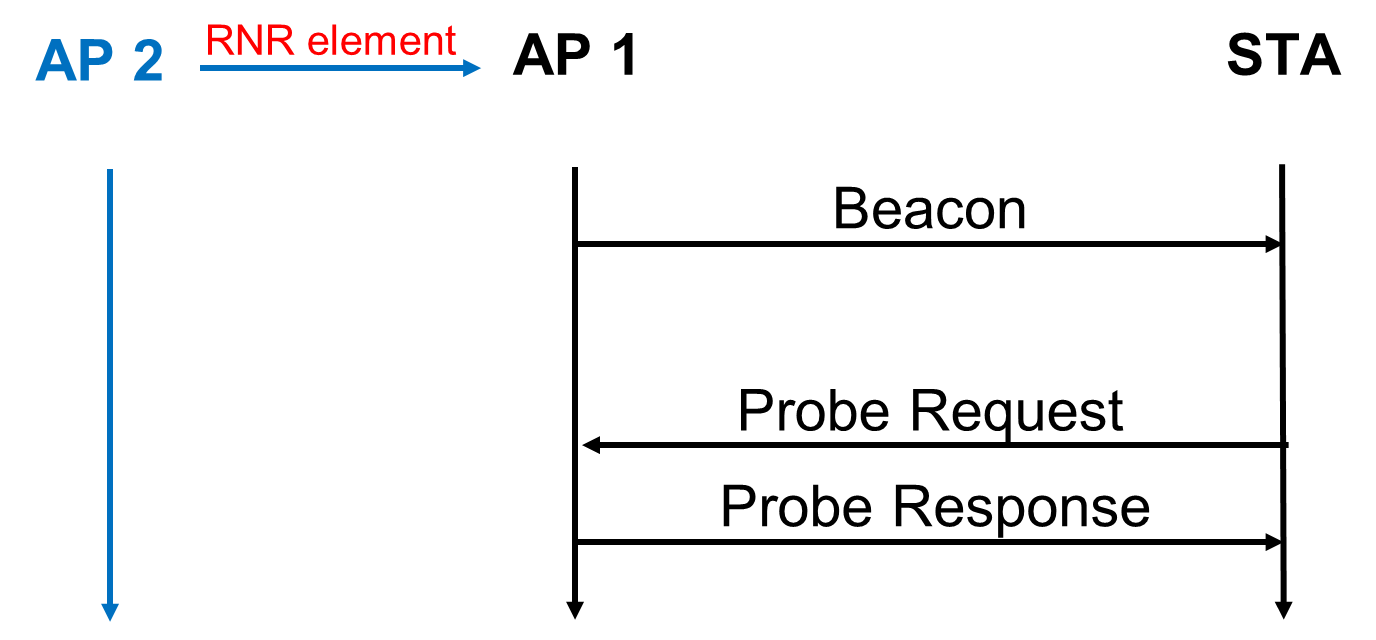 AP 2
RNR element
AP 1
STA
Beacon
Probe Request
Probe Response